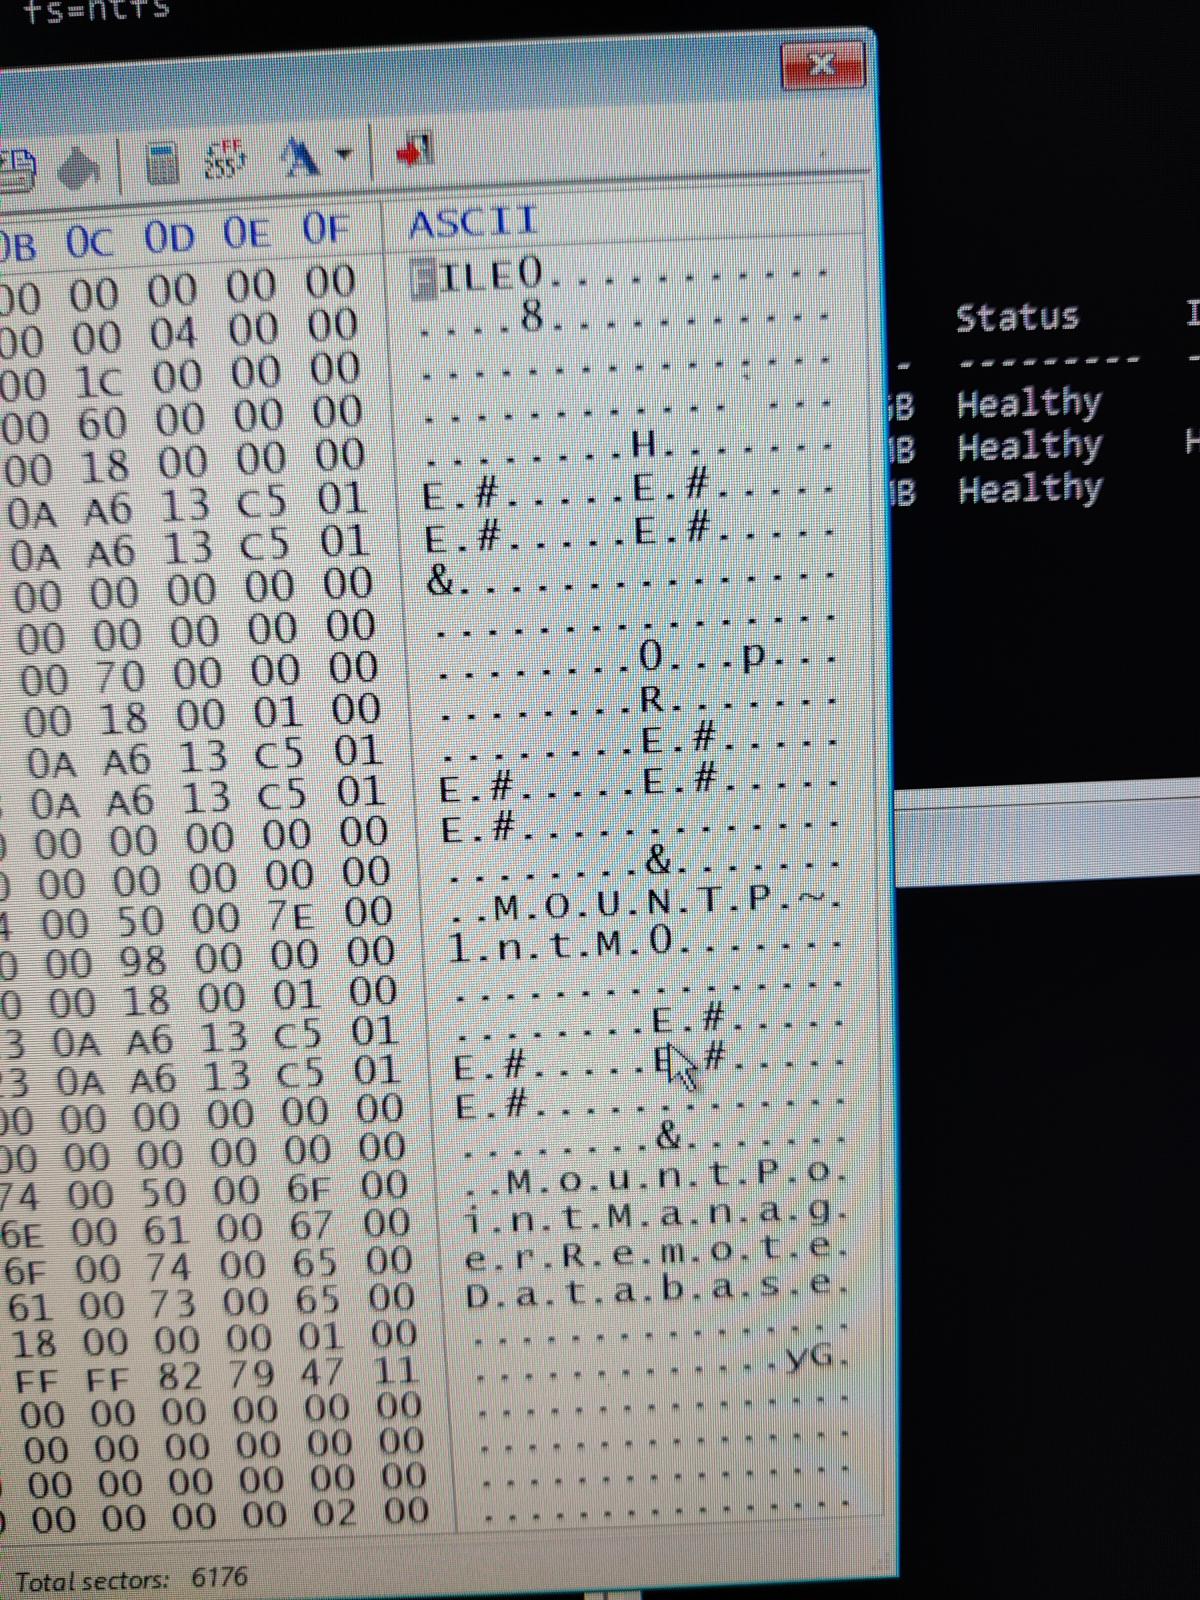 fs=ntfs
FF
255
0B 0C 0D 0E 0F ASCII
00 00 00 00 00 FILE0...........
00 00 04 00 00 ....8...........
00 1C 00 00 00 ................
00 60 00 00 00 ............ ...
00 18 00 00 00 ........H.......
0A A6 13 C5 01 E.#.....E.#.....
0A A6 13 C5 01 E.#.....E.#.....
00 00 00 00 00 &...............
00 00 00 00 00 ................
00 70 00 00 00 ........0...p...
00 18 00 01 00 ........R.......
0A A6 13 C5 01 ........E.#.....
0A A6 13 C5 01 E.#.....E.#.....
00 00 00 00 00 E.#.............
00 00 00 00 00 ........&.......
00 50 00 7E 00 ..M.O.U.N.T.P.~.
00 98 00 00 00 1.n.t.M.0.......
00 18 00 01 00 ................
0A A6 13 C5 01 ........E.#.....
0A A6 13 C5 01 E.#.....E.#.....
00 00 00 00 00 00 E.#.............
00 00 00 00 00 00 ........&.......
74 00 50 00 6F 00 ..M.o.u.n.t.P.o.
6E 00 61 00 67 00 i.n.t.M.a.n.a.g.
6F 00 74 00 65 00 e.r.R.e.m.o.t.e.
61 00 73 00 65 00 D.a.t.a.b.a.s.e.
18 00 00 00 01 00 ................
FF FF 82 79 47 11 .............yG.
00 00 00 00 00 00 ................
00 00 00 00 00 00 ................
00 00 00 00 00 00 ................
00 00 00 00 02 00 ................
Total sectors: 6176
Status
- ---------
GB Healthy
MB Healthy
MB Healthy